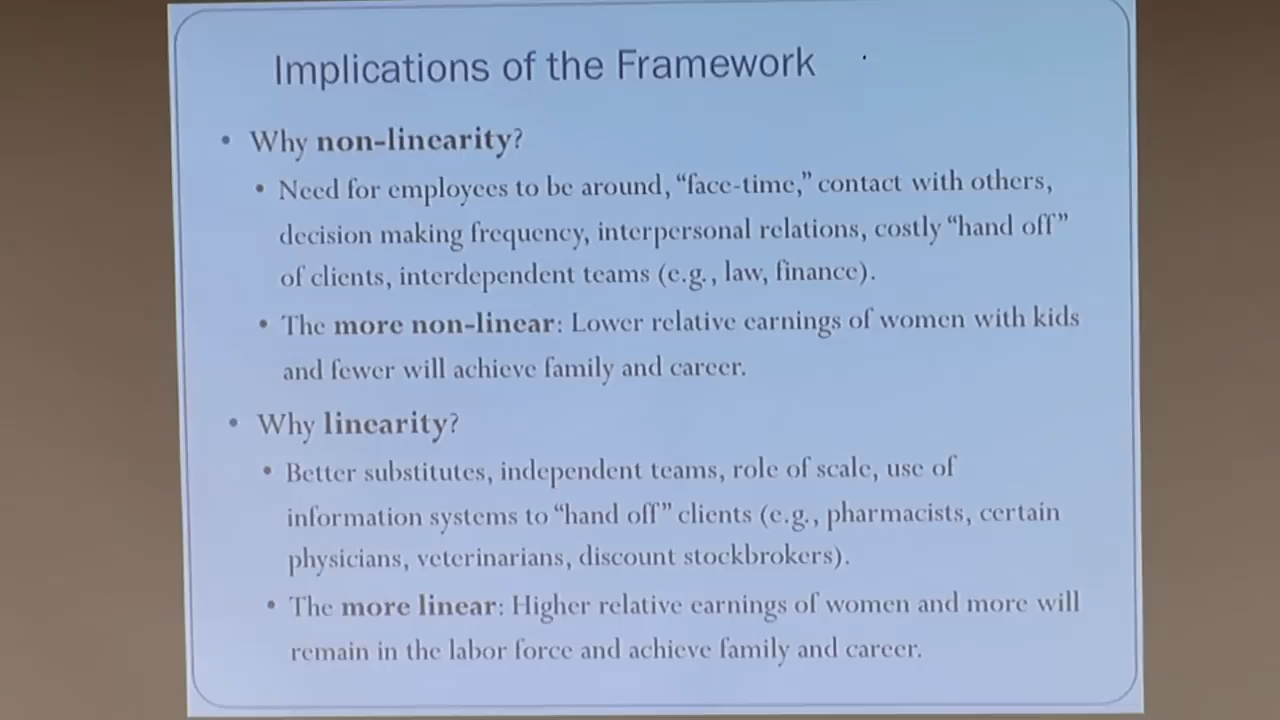 Implications of the Framework
• Why non-linearity?
• Need for employees to be around, “face-time,” contact with others,
decision making frequency, interpersonal relations, costly “hand off”
of clients, interdependent teams (e.g., law, finance).
• The more non-linear: Lower relative earnings of women with kids
and fewer will achieve family and career.
• Why linearity?
• Better substitutes, independent teams, role of scale, use of
information systems to “hand off” clients (e.g., pharmacists, certain
physicians, veterinarians, discount stockbrokers).
• The more linear: Higher relative earnings of women and more will
remain in the labor force and achieve family and career.